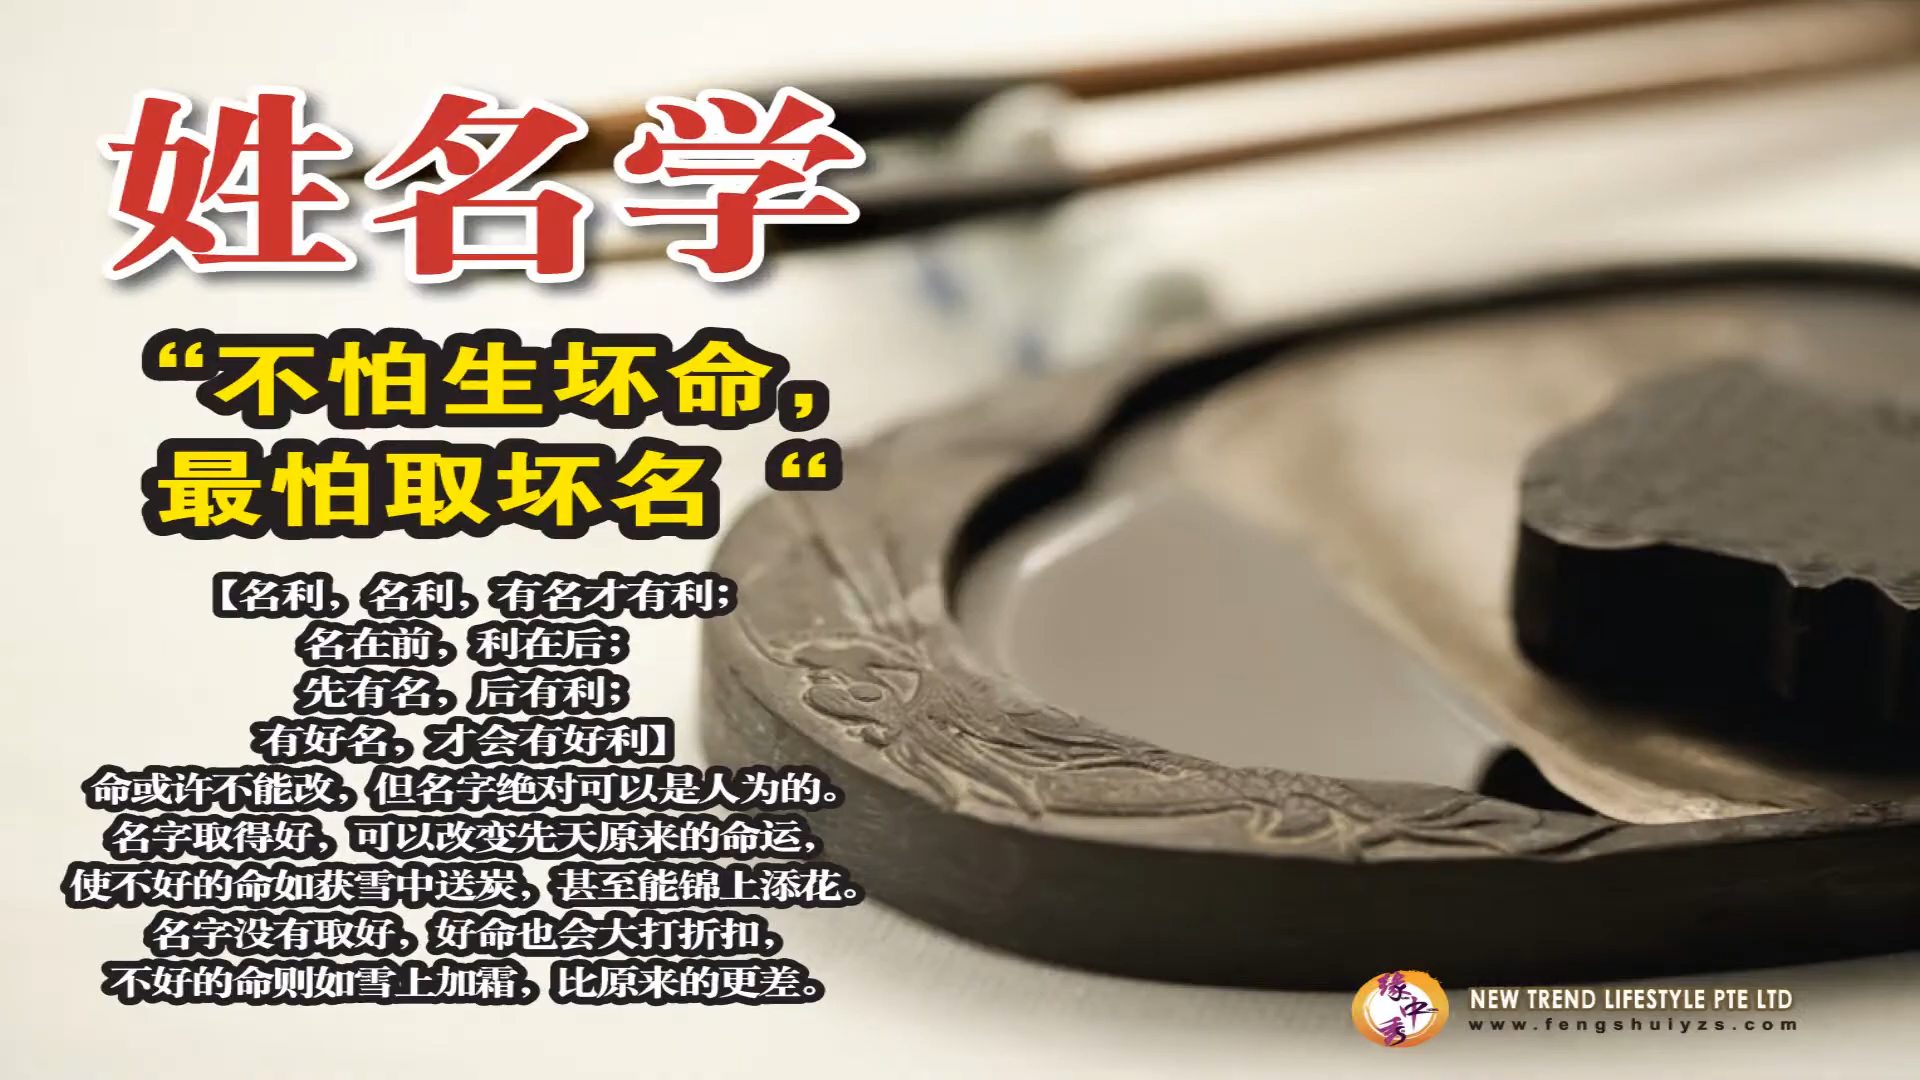 姓名学
“不怕生坏命，
最怕取坏名 “
【名利，名利，有名才有利；
名在前，利在后；
先有名，后有利；
有好名，才会有好利】
命或许不能改，但名字绝对可以是人为的。
名字取得好，可以改变先天原来的命运，
使不好的命如获雪中送炭，甚至能锦上添花。
名字没有取好，好命也会大打折扣，
不好的命则如雪上加霜，比原来的更差。
缘中秀
NEW TREND LIFESTYLE PTE LTD
www.fengshuiyzs.com